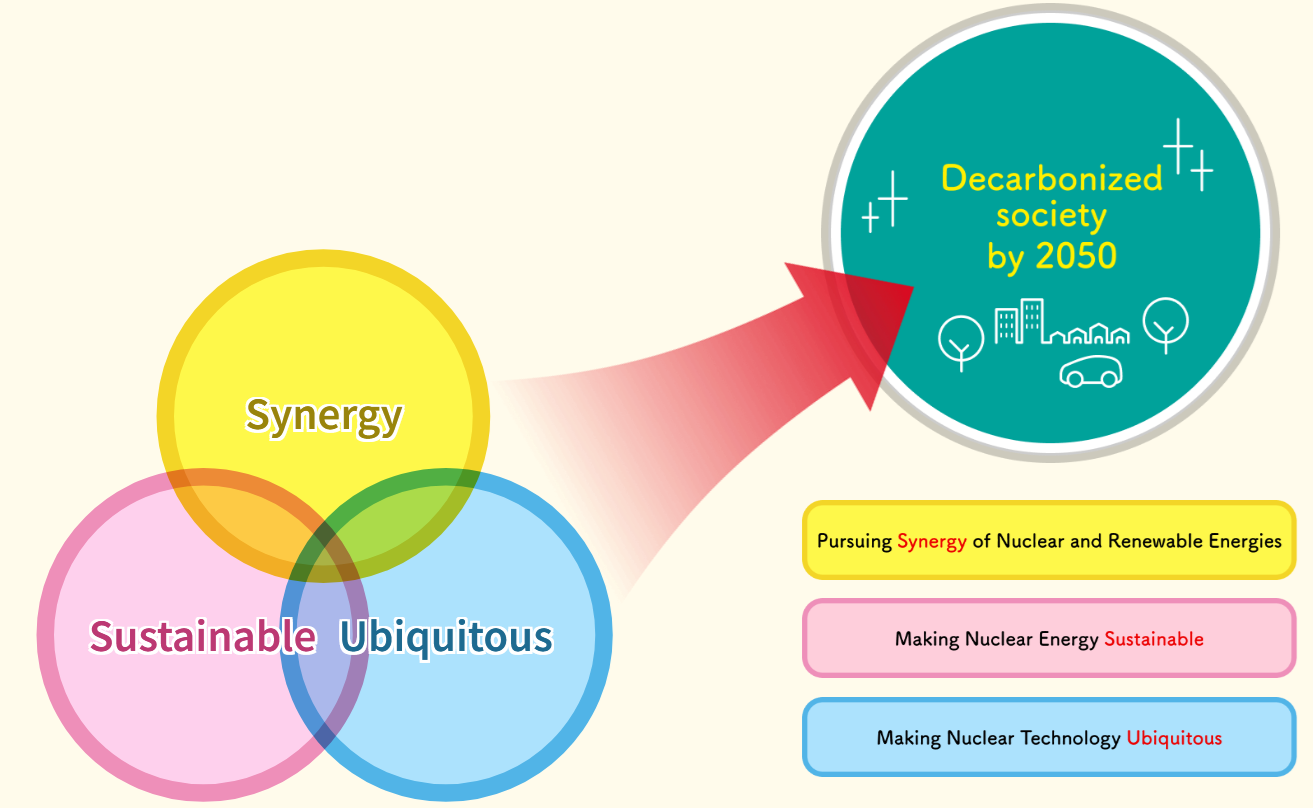 Decarbonized
society
by 2050
Synergy
Sustainable
Ubiquitous
Pursuing Synergy of Nuclear and Renewable Energies
Making Nuclear Energy Sustainable
Making Nuclear Technology Ubiquitous